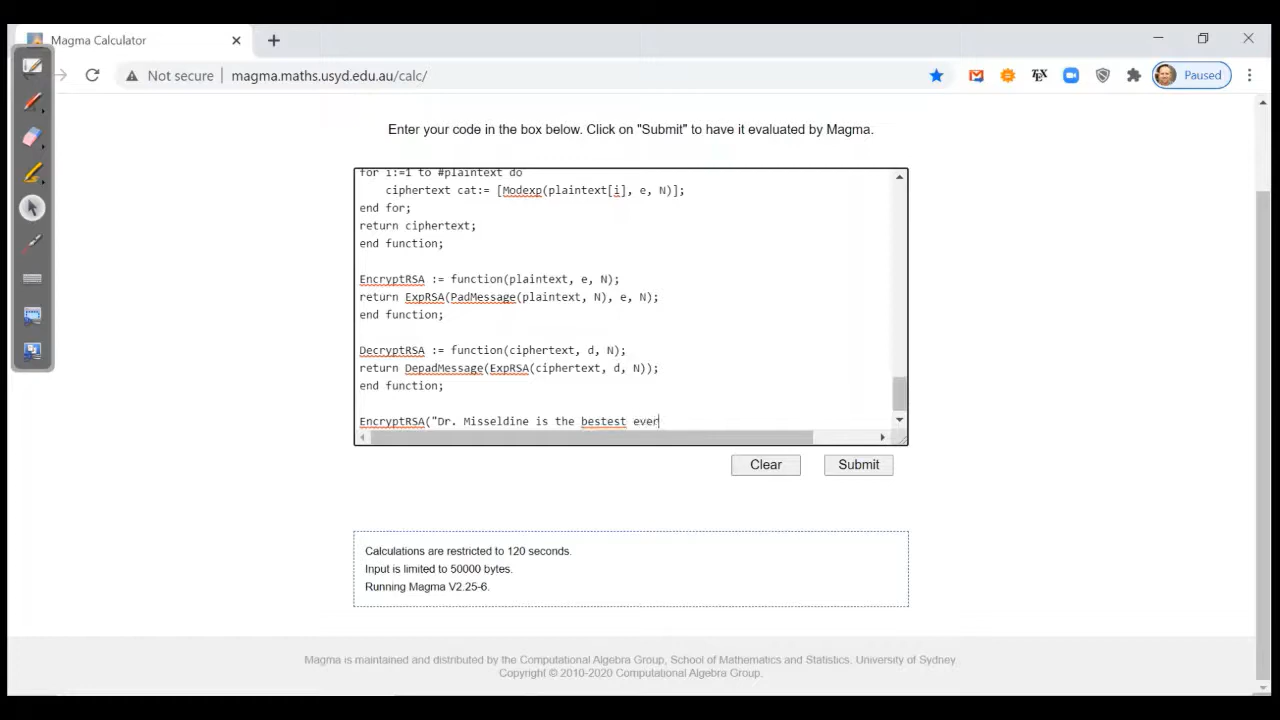 Magma Calculator
Not secure
magma.maths.usyd.edu.au/calc/
TEX
Paused
Enter your code in the box below. Click on "Submit" to have it evaluated by Magma.
for i:=1 to #plaintext do
ciphertext cat:= [Modexp(plaintext[i], e, N)];
end for;
return ciphertext;
end function;
EncryptRSA := function(plaintext, e, N);
return ExpRSA(PadMessage(plaintext, N), e, N);
end function;
DecryptRSA := function(ciphertext, d, N);
return DepadMessage(ExpRSA(ciphertext, d, N));
end function;
EncryptRSA("Dr. Misseldine is the bestest ever
Clear
Submit
Calculations are restricted to 120 seconds.
Input is limited to 50000 bytes.
Running Magma V2.25-6.
Magma is maintained and distributed by the Computational Algebra Group, School of Mathematics and Statistics. University of Sydney
Copyright © 2010-2020 Computational Algebra Group.